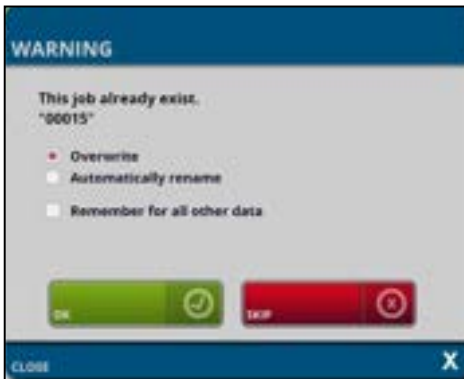 WARNING
This job already exist.
"00015"
Overwrite
Automatically rename
Remember for all other data
OK
SKIP
CLOSE X